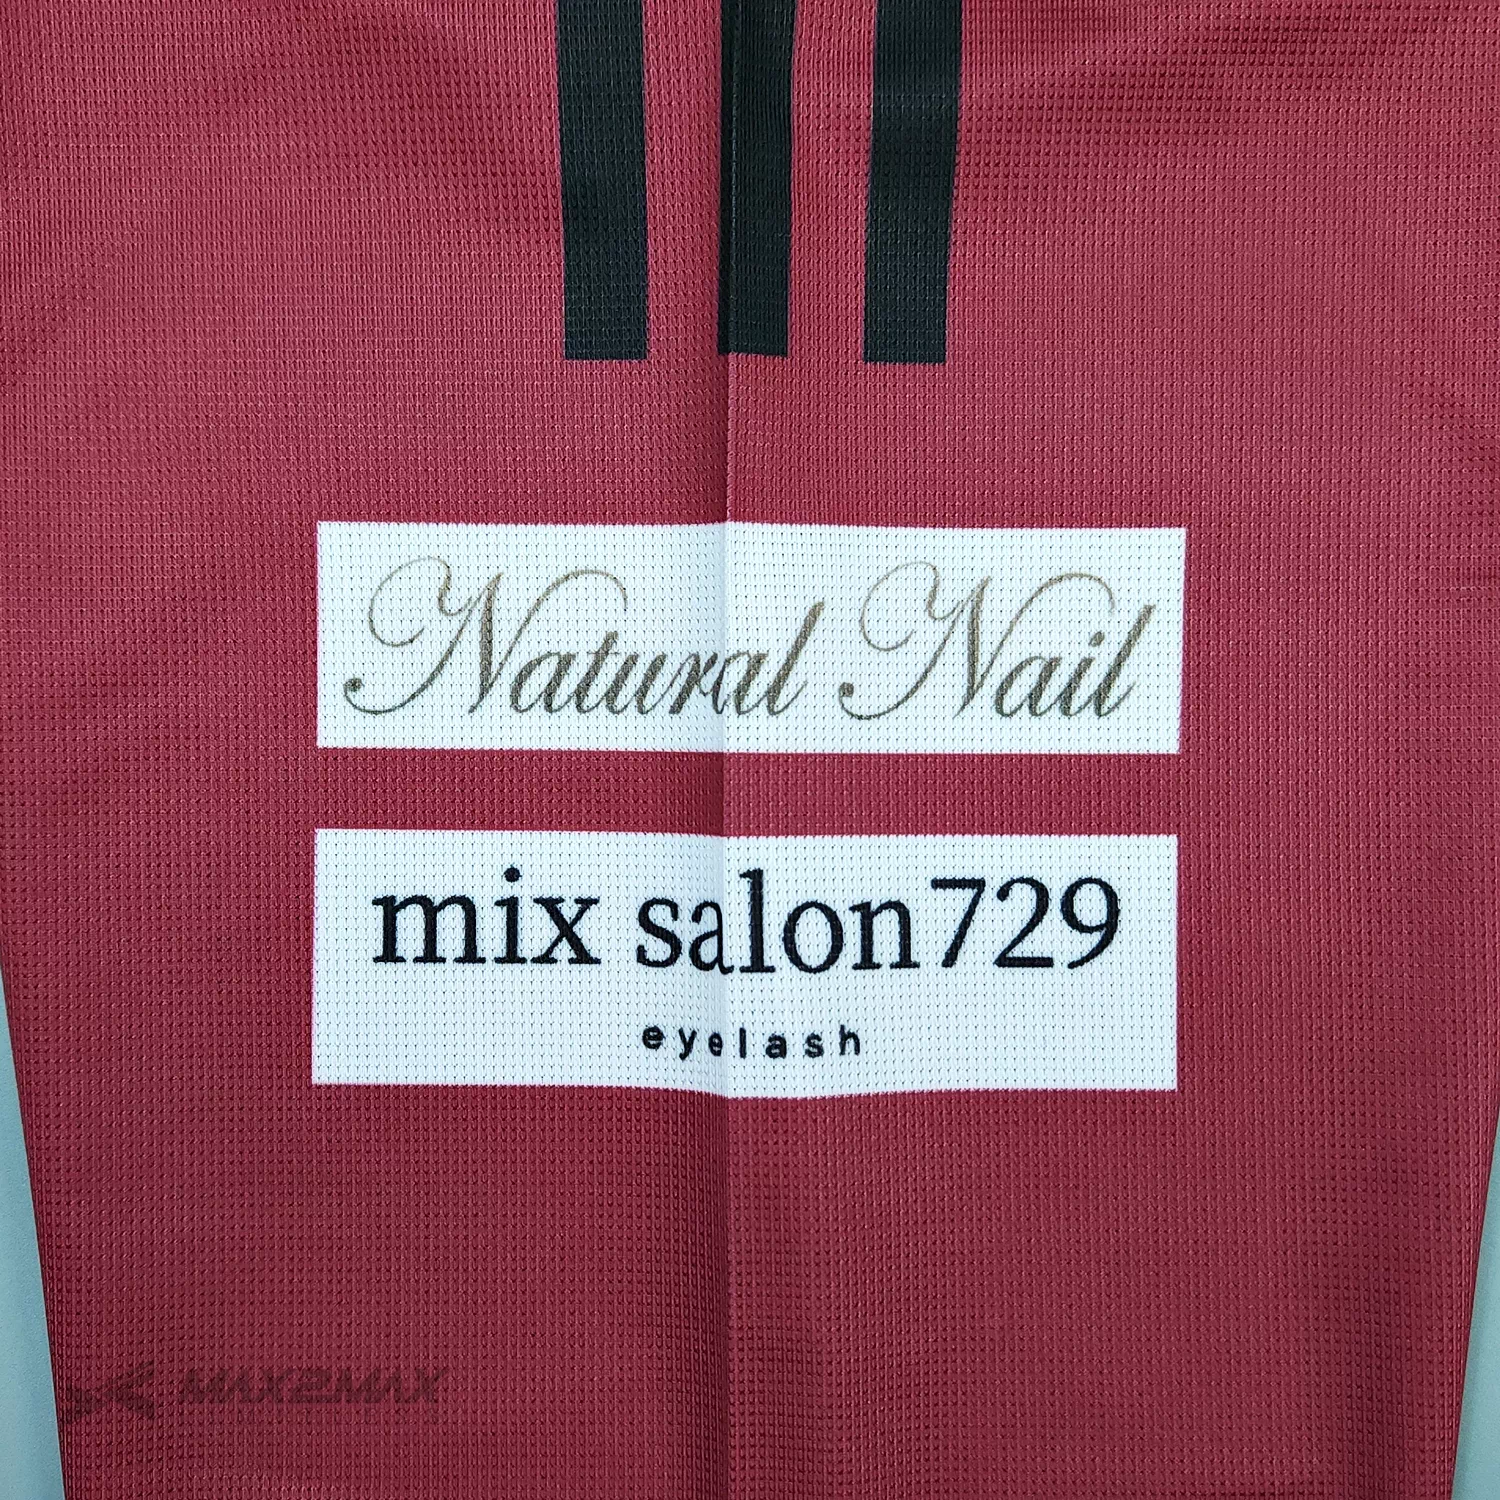 Natural Nail
mix salon729
eyelash
MAX2MAX